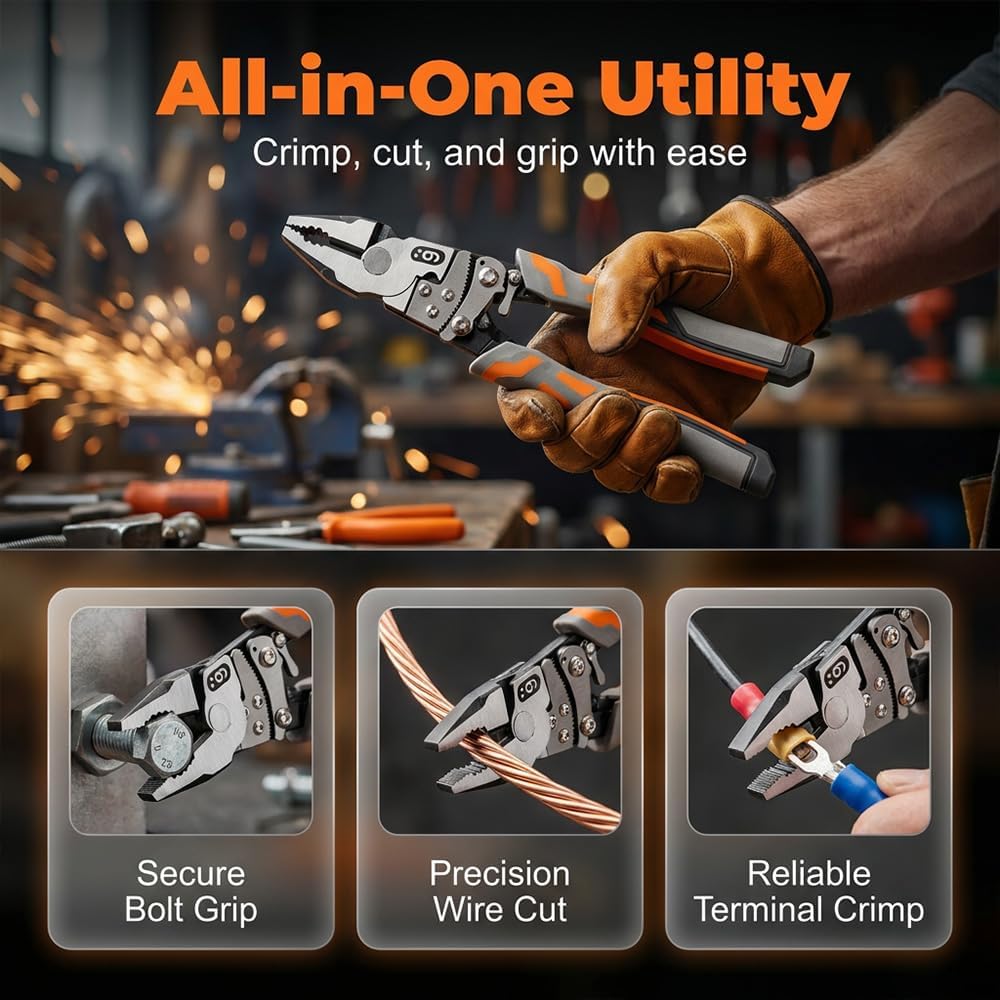 All-in-One Utility
Crimp, cut, and grip with ease
Secure
Bolt Grip
Precision
Wire Cut
Reliable
Terminal Crimp